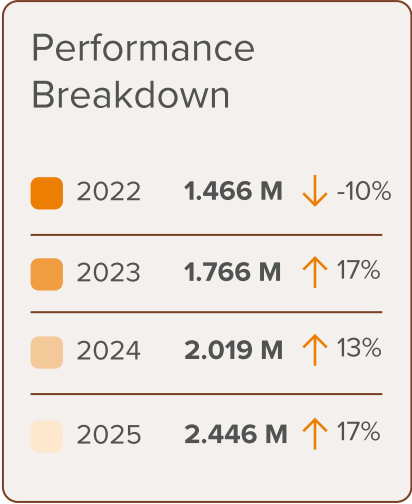 Performance
Breakdown
2022 1.466 M -10%
2023 1.766 M 17%
2024 2.019 M 13%
2025 2.446 M 17%